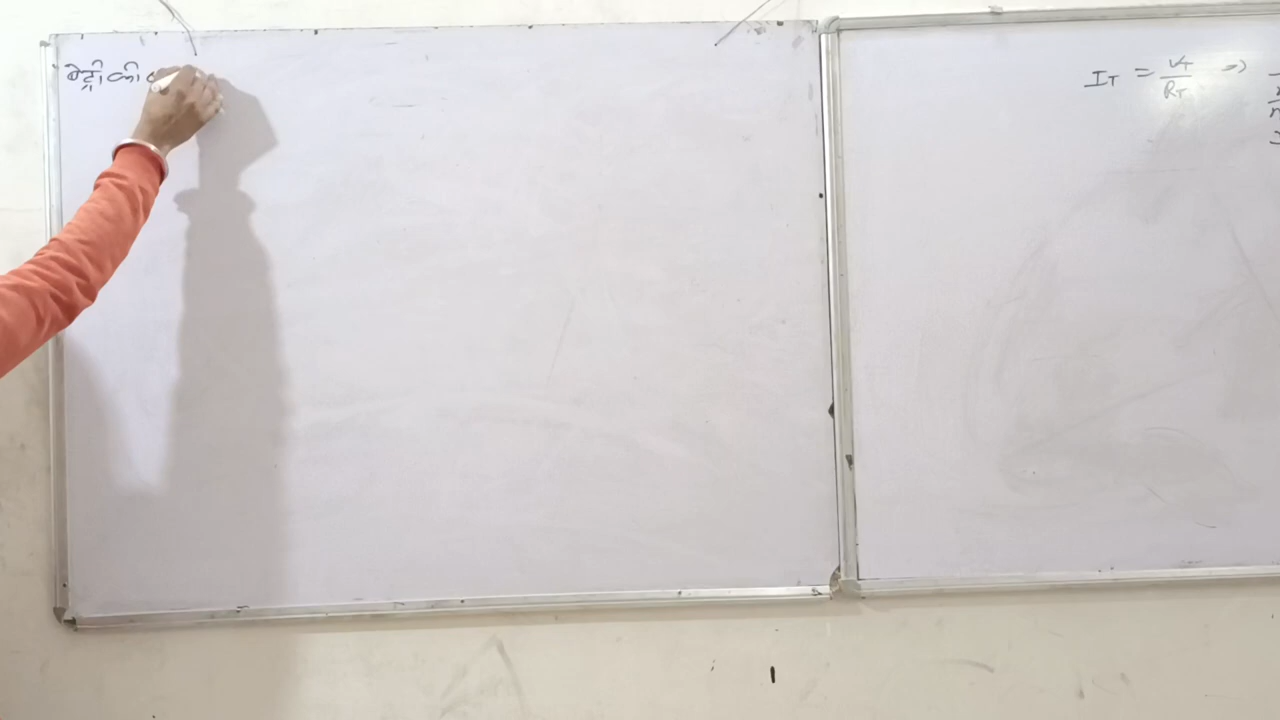 बैट्री की
I_T = V_T / R_T ⇒